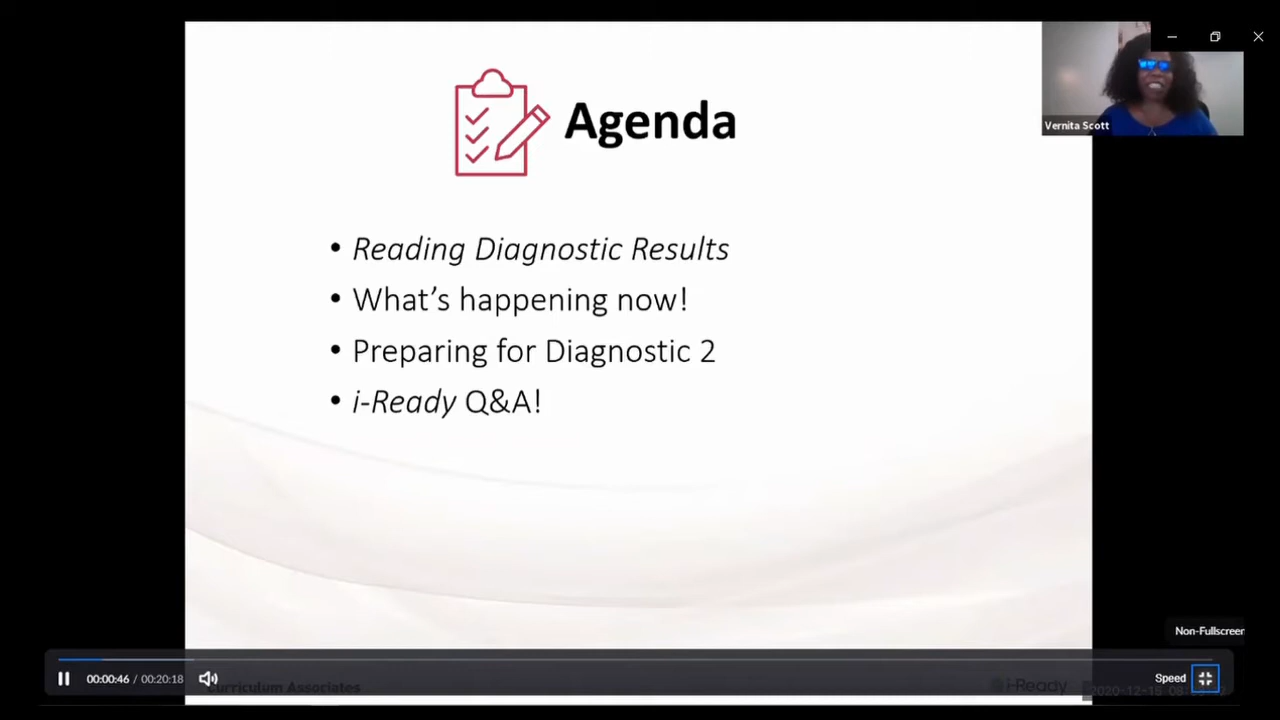 Agenda
Vernita Scott
• Reading Diagnostic Results
• What's happening now!
• Preparing for Diagnostic 2
• i-Ready Q&A!
Non-Fullscreen
00:00:46 / 00:20:18
Speed
Curriculum Associates
i-Ready